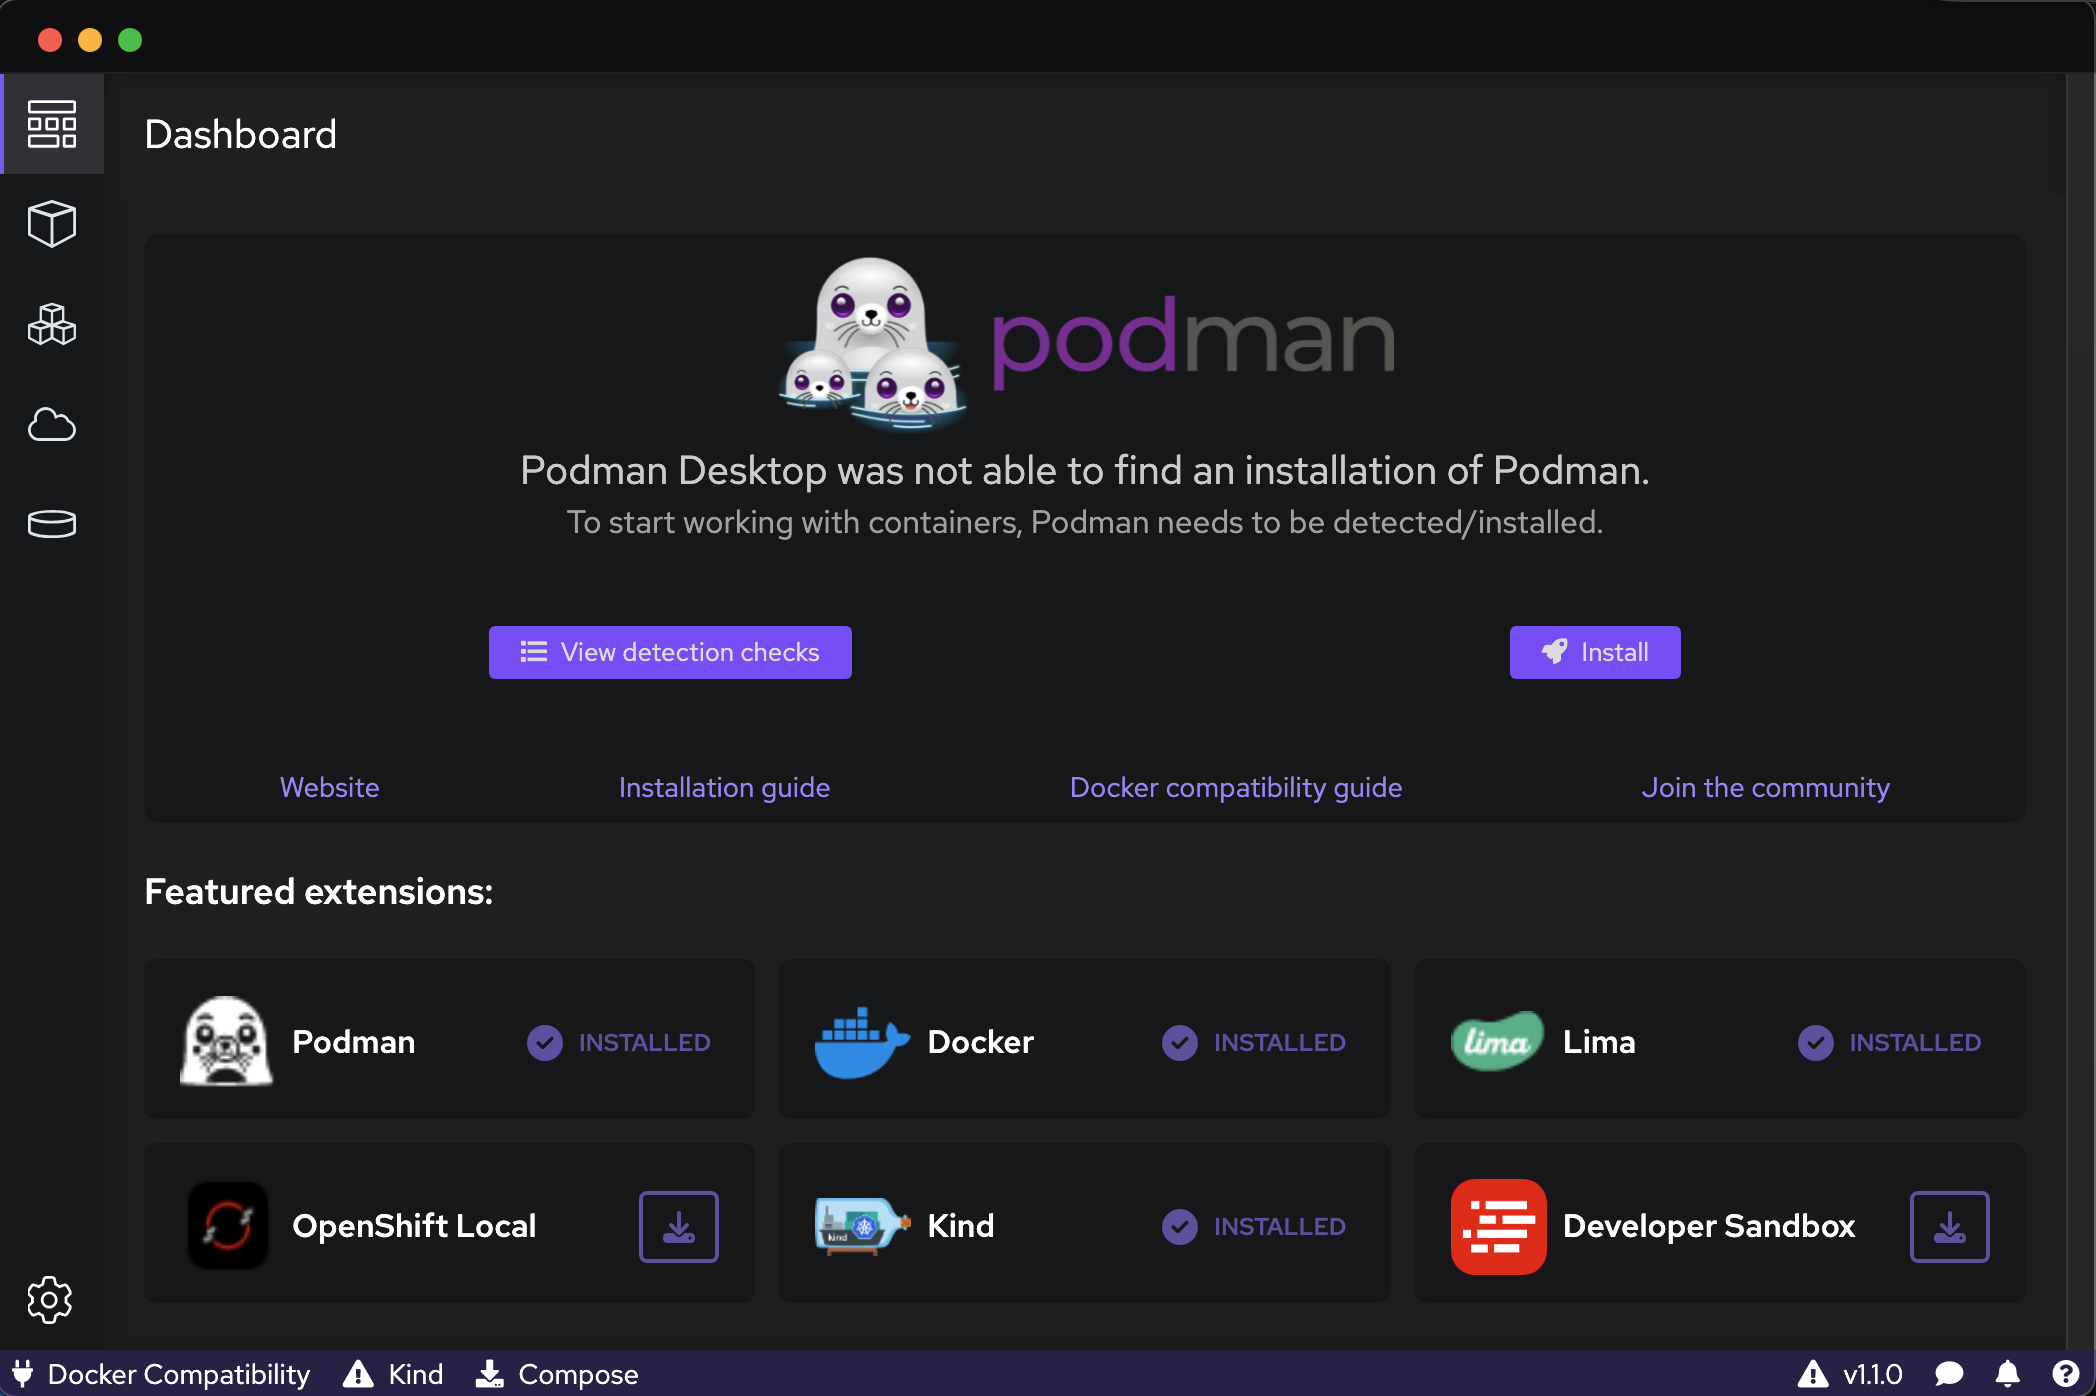 Dashboard
podman
Podman Desktop was not able to find an installation of Podman.
To start working with containers, Podman needs to be detected/installed.
View detection checks
Install
Website
Installation guide
Docker compatibility guide
Join the community
Featured extensions:
Podman
INSTALLED
Docker
INSTALLED
lima
Lima
INSTALLED
OpenShift Local
kind
Kind
INSTALLED
Developer Sandbox
Docker Compatibility
Kind
Compose
v1.1.0